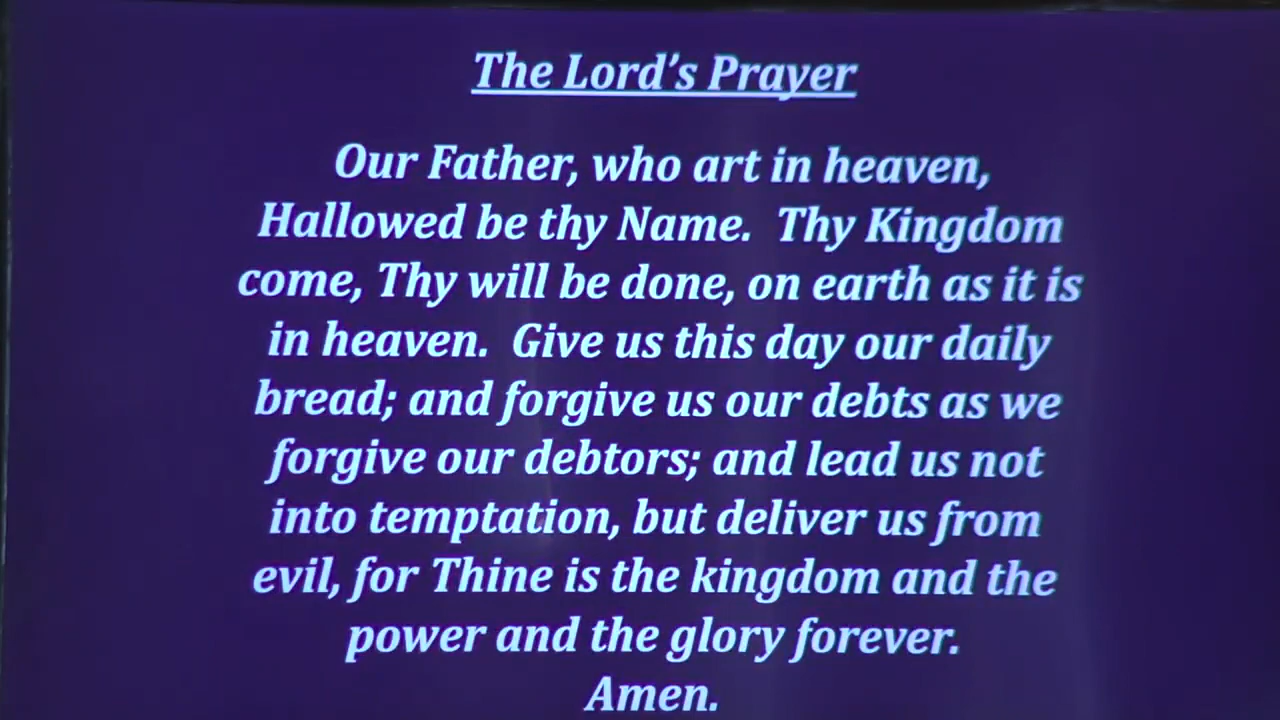 The Lord's Prayer
Our Father, who art in heaven,
Hallowed be thy Name.  Thy Kingdom
come, Thy will be done, on earth as it is
in heaven.  Give us this day our daily
bread; and forgive us our debts as we
forgive our debtors; and lead us not
into temptation, but deliver us from
evil, for Thine is the kingdom and the
power and the glory forever.
Amen.